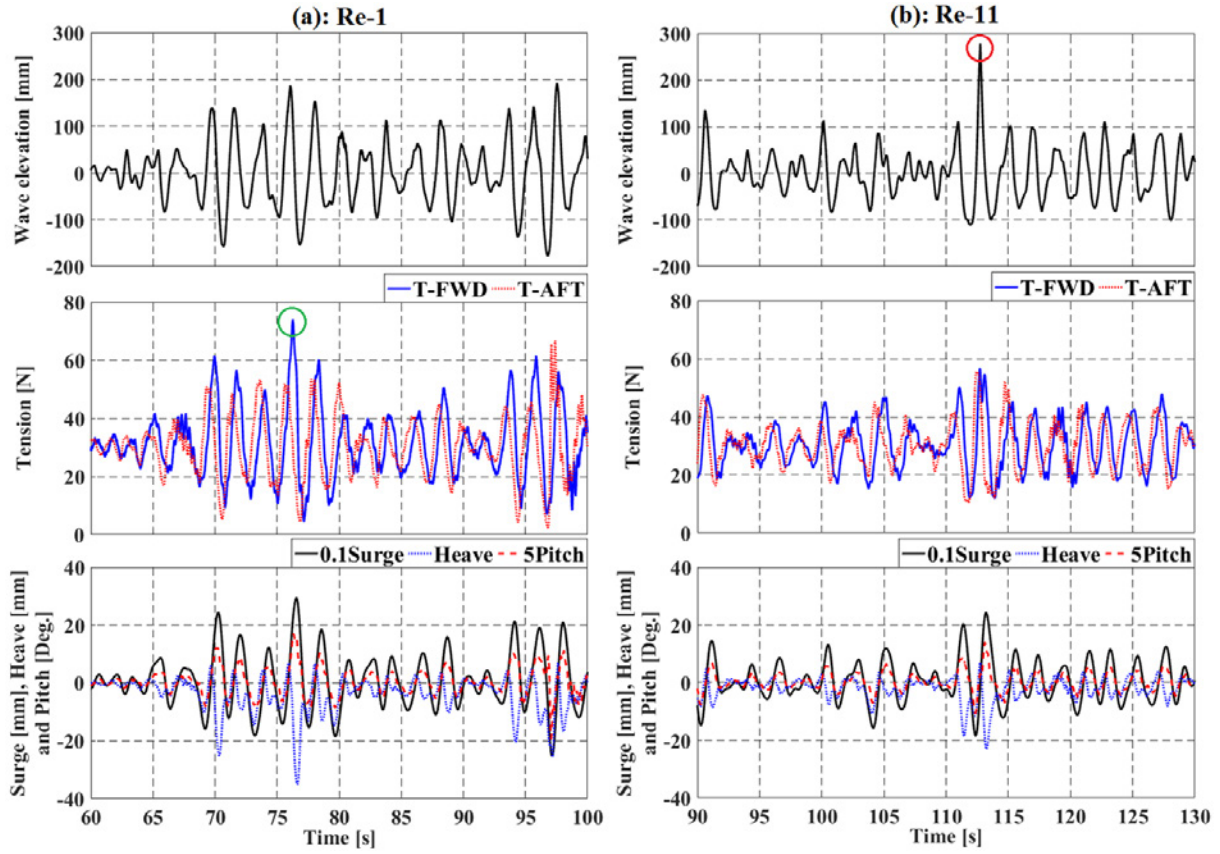 (a): Re-1
Wave elevation [mm]
300
200
100
0
-100
-200
T-FWD T-AFT
Tension [N]
80
60
40
20
0
0.1Surge Heave 5Pitch
Surge [mm], Heave [mm]
and Pitch [Deg.]
40
20
0
-20
-40
60 65 70 75 80 85 90 95 100
Time [s]
(b): Re-11
Wave elevation [mm]
300
200
100
0
-100
-200
T-FWD T-AFT
Tension [N]
80
60
40
20
0
0.1Surge Heave 5Pitch
Surge [mm], Heave [mm]
and Pitch [Deg.]
40
20
0
-20
-40
90 95 100 105 110 115 120 125 130
Time [s]